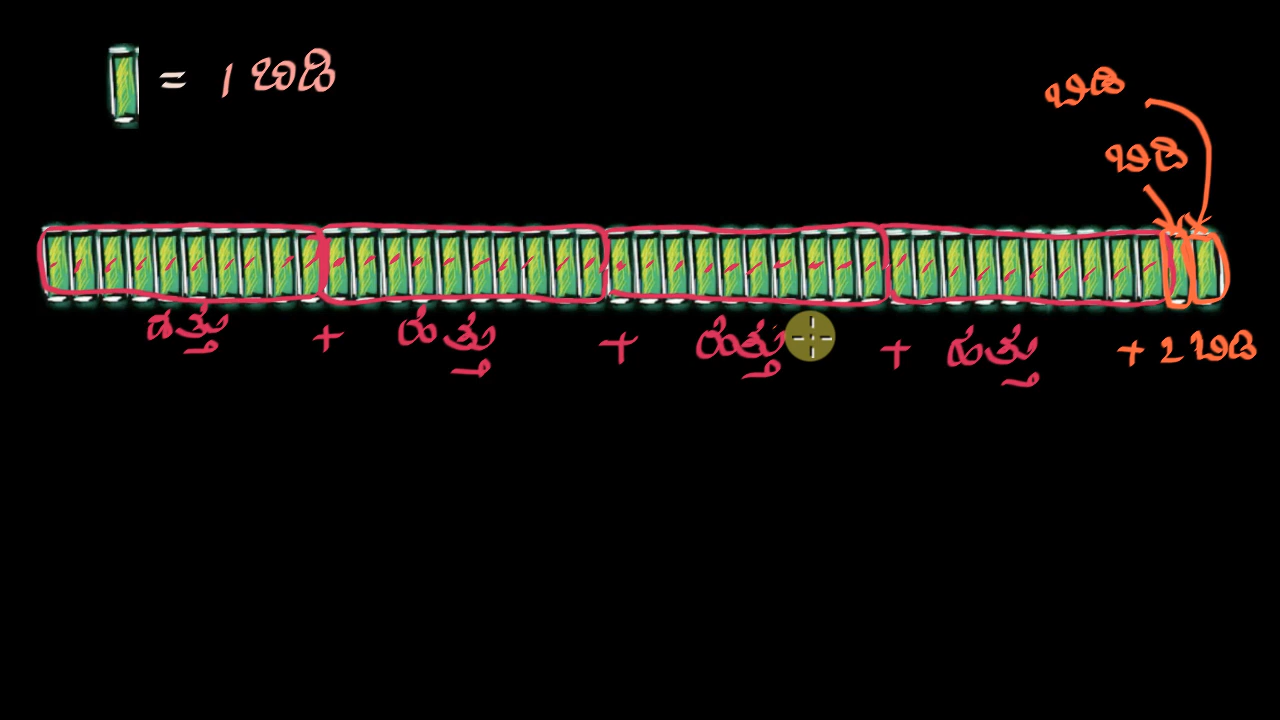 = 1 ಬಿಡಿ
ಬಿಡಿ
ಬಿಡಿ
ಹತ್ತು + ಹತ್ತು + ಹತ್ತು + ಹತ್ತು + 2 ಬಿಡಿ